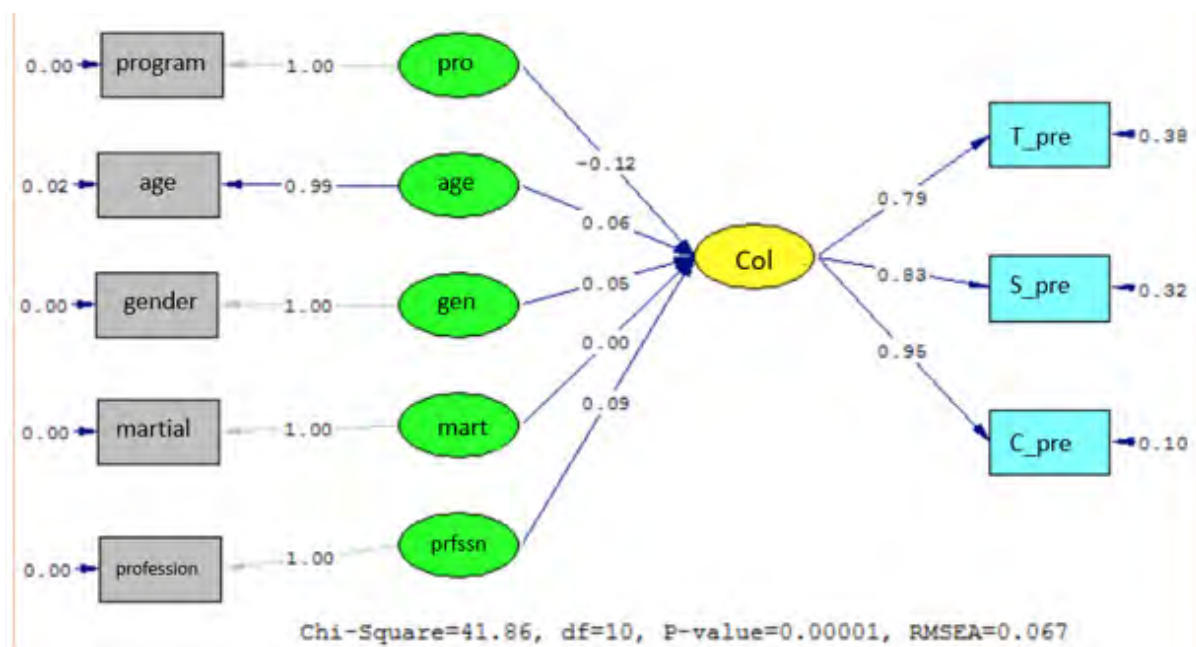 0.00 program 1.00 pro
-0.12
T_pre 0.38
0.02 age 0.99 age
0.79
0.06
Col
0.00 gender 1.00 gen
0.05
0.83
S_pre 0.32
0.00
0.95
0.00 martial 1.00 mart
0.09
C_pre 0.10
0.00 profession 1.00 prfssn
Chi-Square=41.86, df=10, P-value=0.00001, RMSEA=0.067